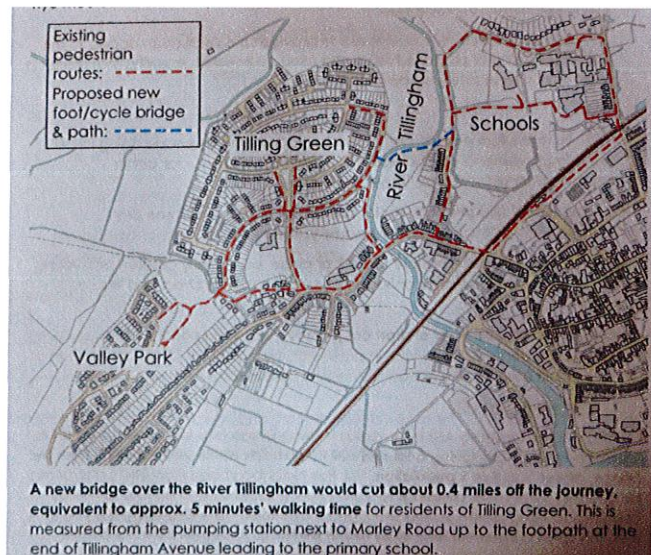 Existing
pedestrian
routes:
Proposed new
foot/cycle bridge
& path:
Tilling Green
River Tillingham
Schools
Valley Park
A new bridge over the River Tillingham would cut about 0.4 miles off the journey,
equivalent to approx. 5 minutes' walking time for residents of Tilling Green. This is
measured from the pumping station next to Marley Road up to the footpath at the
end of Tillingham Avenue leading to the primary school.